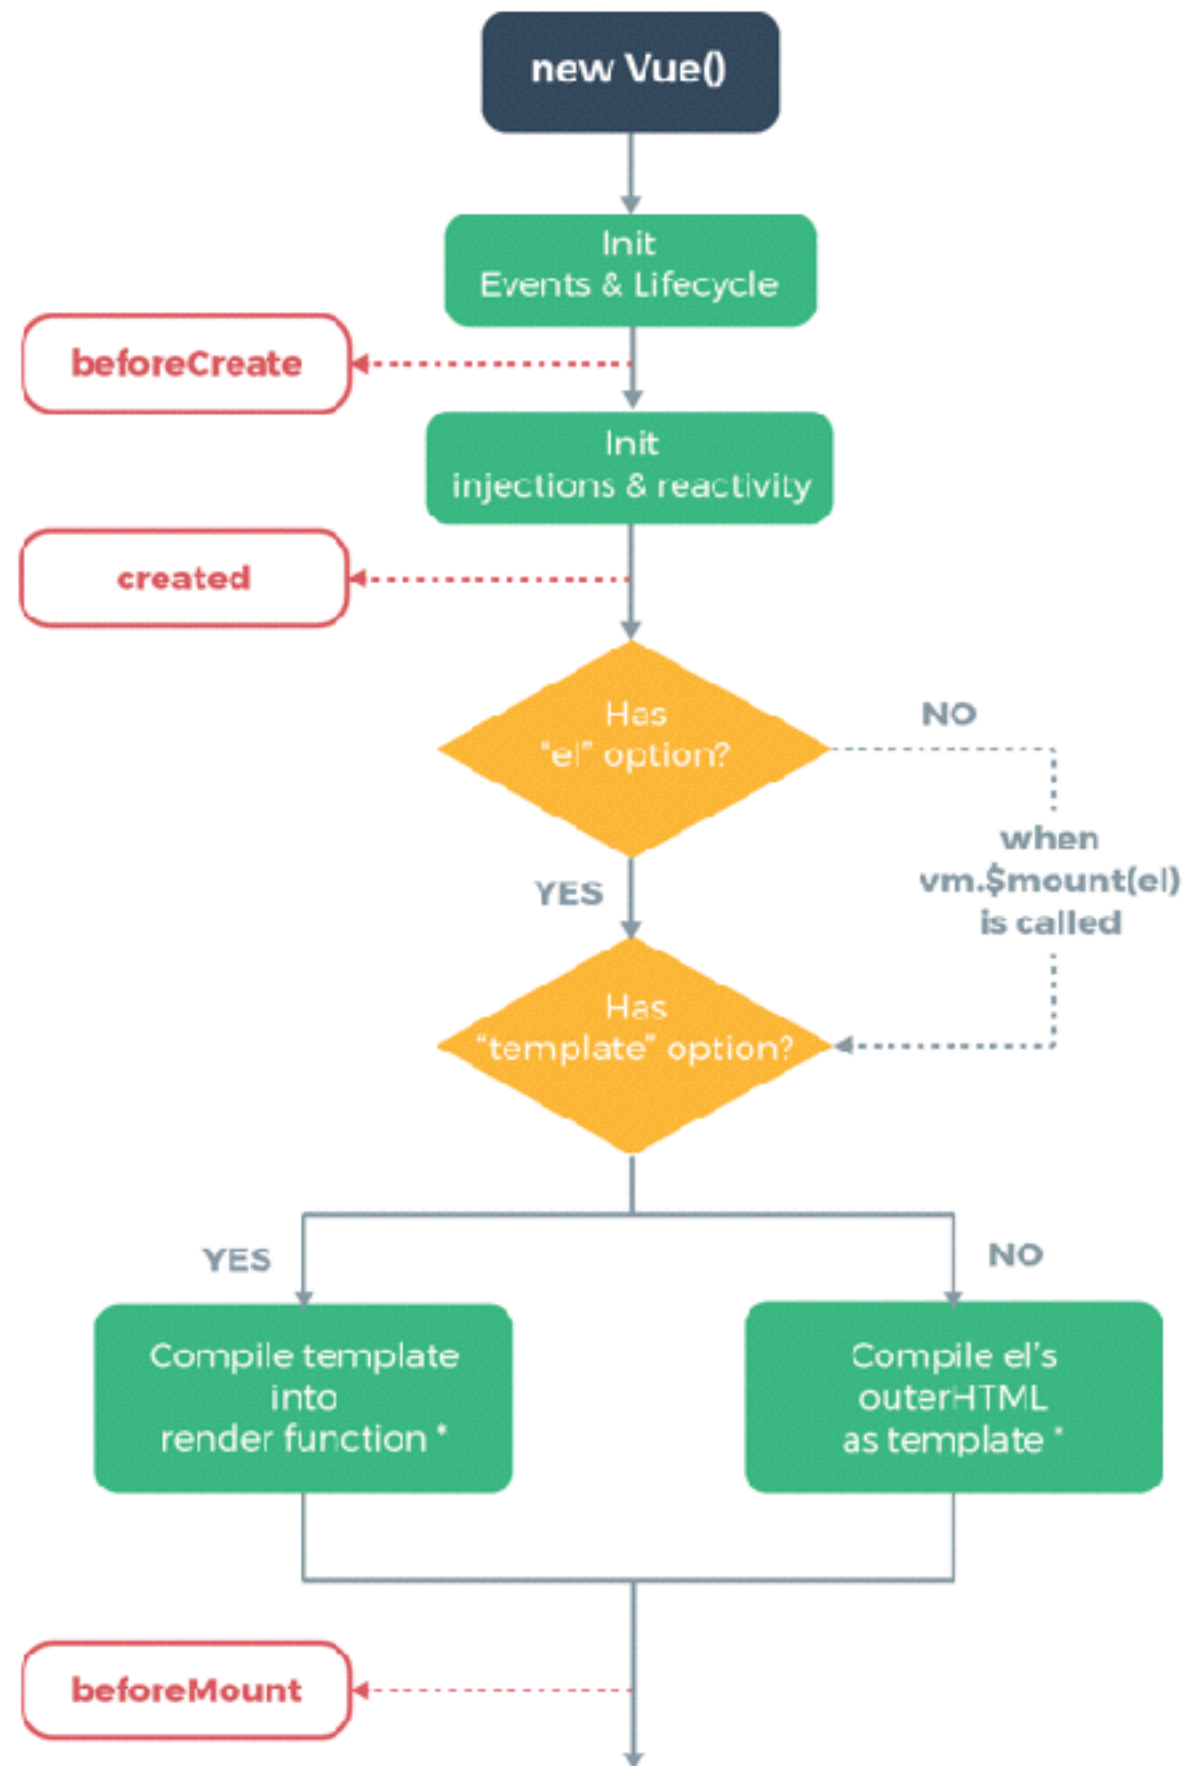 new Vue()
Init
Events & Lifecycle
beforeCreate
Init
injections & reactivity
created
Has
“el” option?
NO
when
vm.$mount(el)
is called
YES
Has
“template” option?
YES
NO
Compile template
into
render function *
Compile el's
outerHTML
as template *
beforeMount